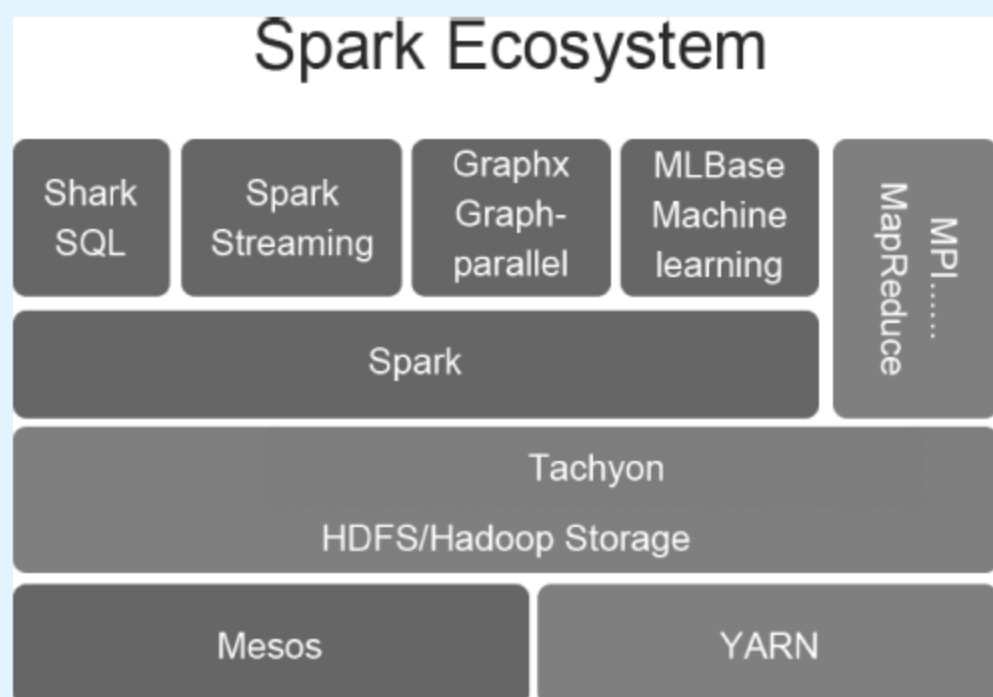 Spark Ecosystem
Shark
SQL
Spark
Streaming
Graphx
Graph-
parallel
MLBase
Machine
learning
MPI......
MapReduce
Spark
Tachyon
HDFS/Hadoop Storage
Mesos
YARN